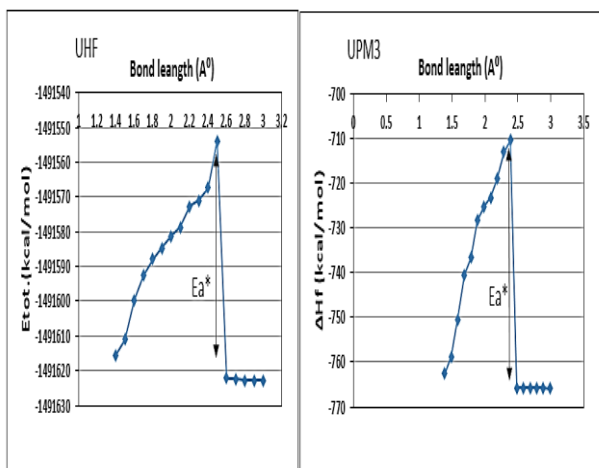 UHF
Bond leangth (A⁰)
1 1.2 1.4 1.6 1.8 2 2.2 2.4 2.6 2.8 3 3.2
-1491540
-1491550
-1491560
-1491570
-1491580
-1491590
-1491600
-1491610
-1491620
-1491630
Etot.(kcal/mol)
Ea*
UPM3
Bond leangth (A⁰)
0 0.5 1 1.5 2 2.5 3 3.5
-700
-710
-720
-730
-740
-750
-760
-770
ΔHf (kcal/mol)
Ea*